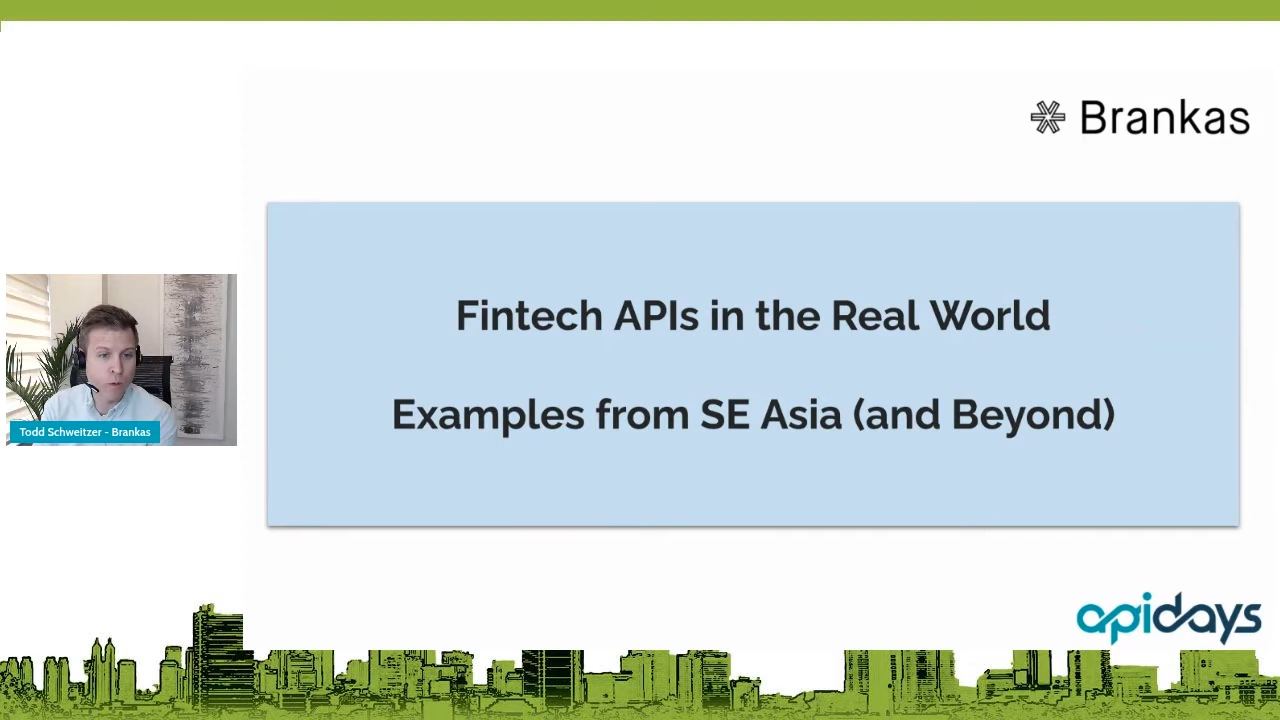 Brankas
Fintech APIs in the Real World
Examples from SE Asia (and Beyond)
Todd Schweitzer - Brankas
apidays